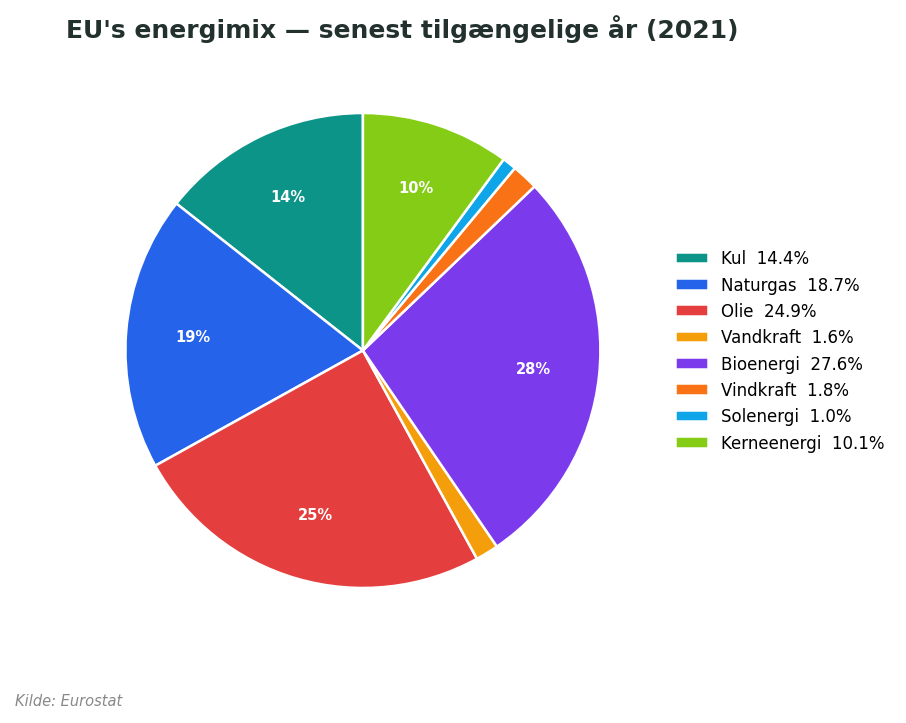 EU's energimix — senest tilgængelige år (2021)
10%
14%
19%
28%
25%
Kul 14.4%
Naturgas 18.7%
Olie 24.9%
Vandkraft 1.6%
Bioenergi 27.6%
Vindkraft 1.8%
Solenergi 1.0%
Kerneenergi 10.1%
Kilde: Eurostat